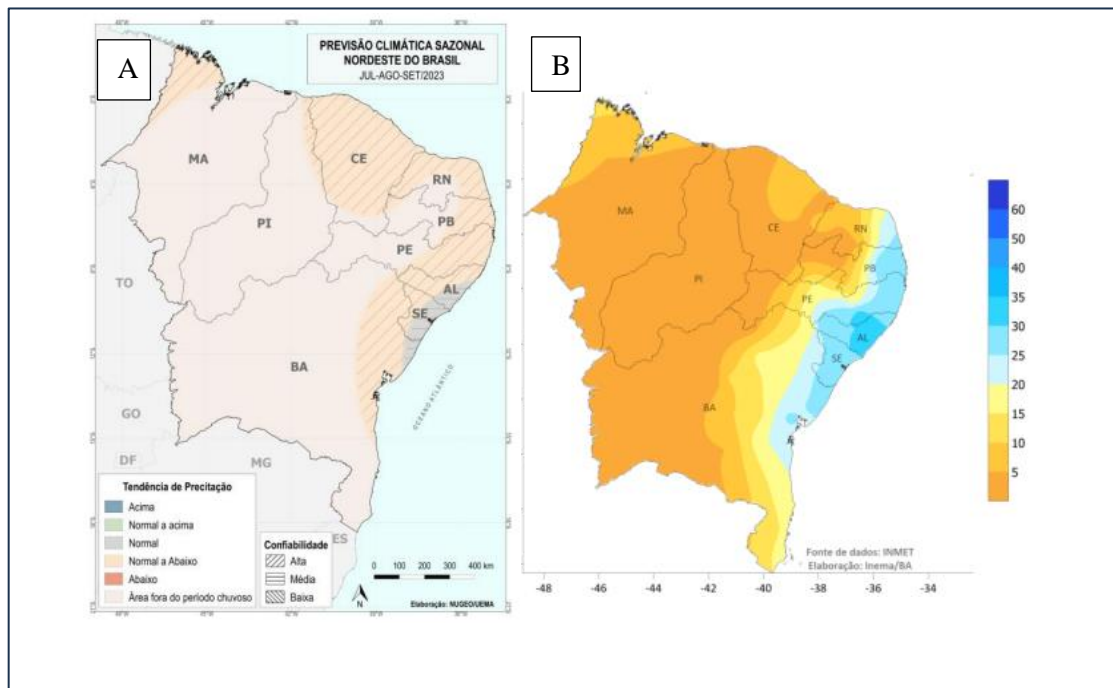 A
PREVISÃO CLIMÁTICA SAZONAL
NORDESTE DO BRASIL
JUL-AGO-SET/2023
MA
CE
RN
PB
PI
PE
AL
SE
TO
BA
GO
DF
MG
ES
OCEANO ATLÂNTICO
Tendência de Precitação
Acima
Normal a acima
Normal
Normal a Abaixo
Abaixo
Área fora do período chuvoso
Confiabilidade
Alta
Média
Baixa
0 100 200 300 400 km
N
Elaboração: NUGEO/UEMA
B
MA
CE
RN
PB
PI
PE
AL
SE
BA
60
50
40
35
30
25
20
15
10
5
Fonte de dados: INMET
Elaboração: Inema/BA
-48 -46 -44 -42 -40 -38 -36 -34